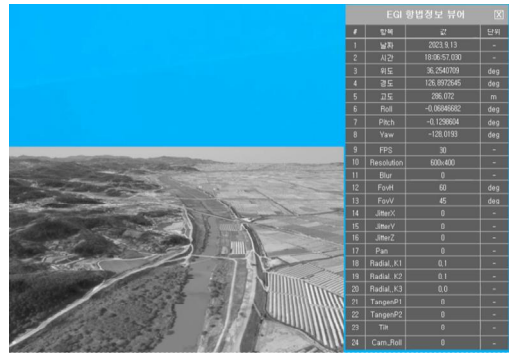 EGI 항법정보 뷰어 X
# 항목 값 단위
1 날짜 2023.9.13 -
2 시간 18:06:57.030 -
3 위도 36.2540709 deg
4 경도 126.8972645 deg
5 고도 286.072 m
6 Roll -0.06846682 deg
7 Pitch -0.1298604 deg
8 Yaw -128.0193 deg
9 FPS 30 -
10 Resolution 600x400 -
11 Blur 0 -
12 FovH 60 deg
13 FovV 45 deg
14 JitterX 0 -
15 JitterY 0 -
16 JitterZ 0 -
17 Pan 0 -
18 Radial_K1 0.1 -
19 Radial_K2 0.1 -
20 Radial_K3 0.0 -
21 TangenP1 0 -
22 TangenP2 0 -
23 Tilt 0 -
24 Cam_Roll 0 -